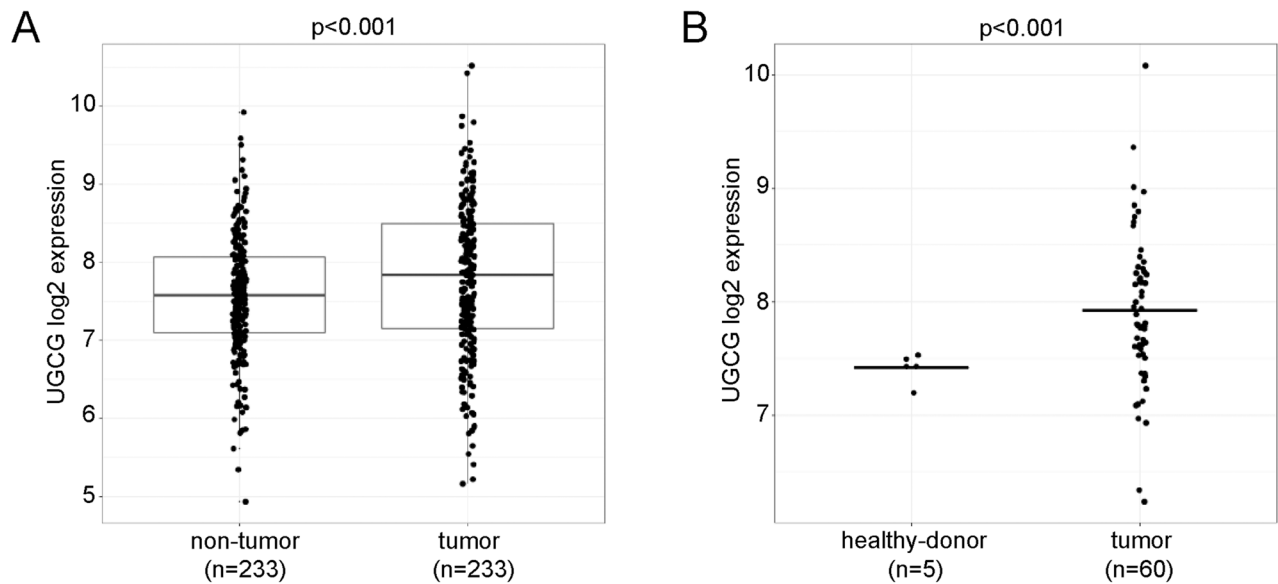 A
p<0.001
UGCG log2 expression
10
9
8
7
6
5
non-tumor
(n=233)
tumor
(n=233)
B
p<0.001
UGCG log2 expression
10
9
8
7
healthy-donor
(n=5)
tumor
(n=60)